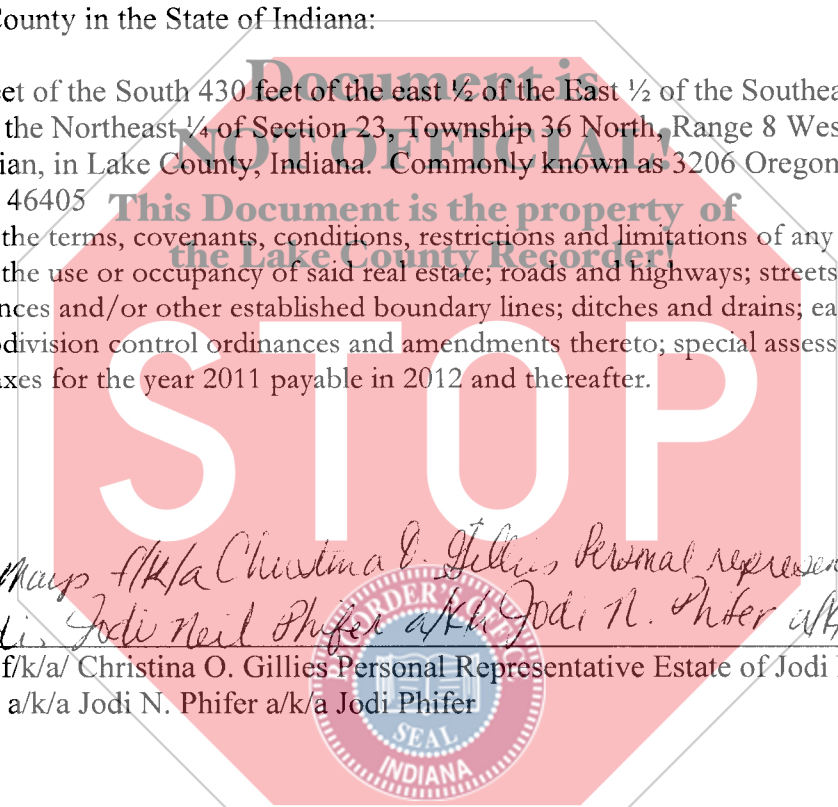 County in the State of Indiana:
et of the South 430 feet of the east ½ of the East ½ of the Southea
the Northeast ¼ of Section 23, Township 36 North, Range 8 Wes
ian, in Lake County, Indiana. Commonly known as 3206 Oregon
46405
the terms, covenants, conditions, restrictions and limitations of any
the use or occupancy of said real estate; roads and highways; streets
nces and/or other established boundary lines; ditches and drains; ea
division control ordinances and amendments thereto; special assess
xes for the year 2011 payable in 2012 and thereafter.
Document is
NOT OFFICIAL!
This Document is the property of
the Lake County Recorder!
STOP
f/k/a Christina O. Gillies Personal represen
Jodi Neil Phifer a/k/a Jodi N. Phifer a/k
f/k/a/ Christina O. Gillies Personal Representative Estate of Jodi
a/k/a Jodi N. Phifer a/k/a Jodi Phifer
RECORDER'S OFFICE
SEAL
INDIANA